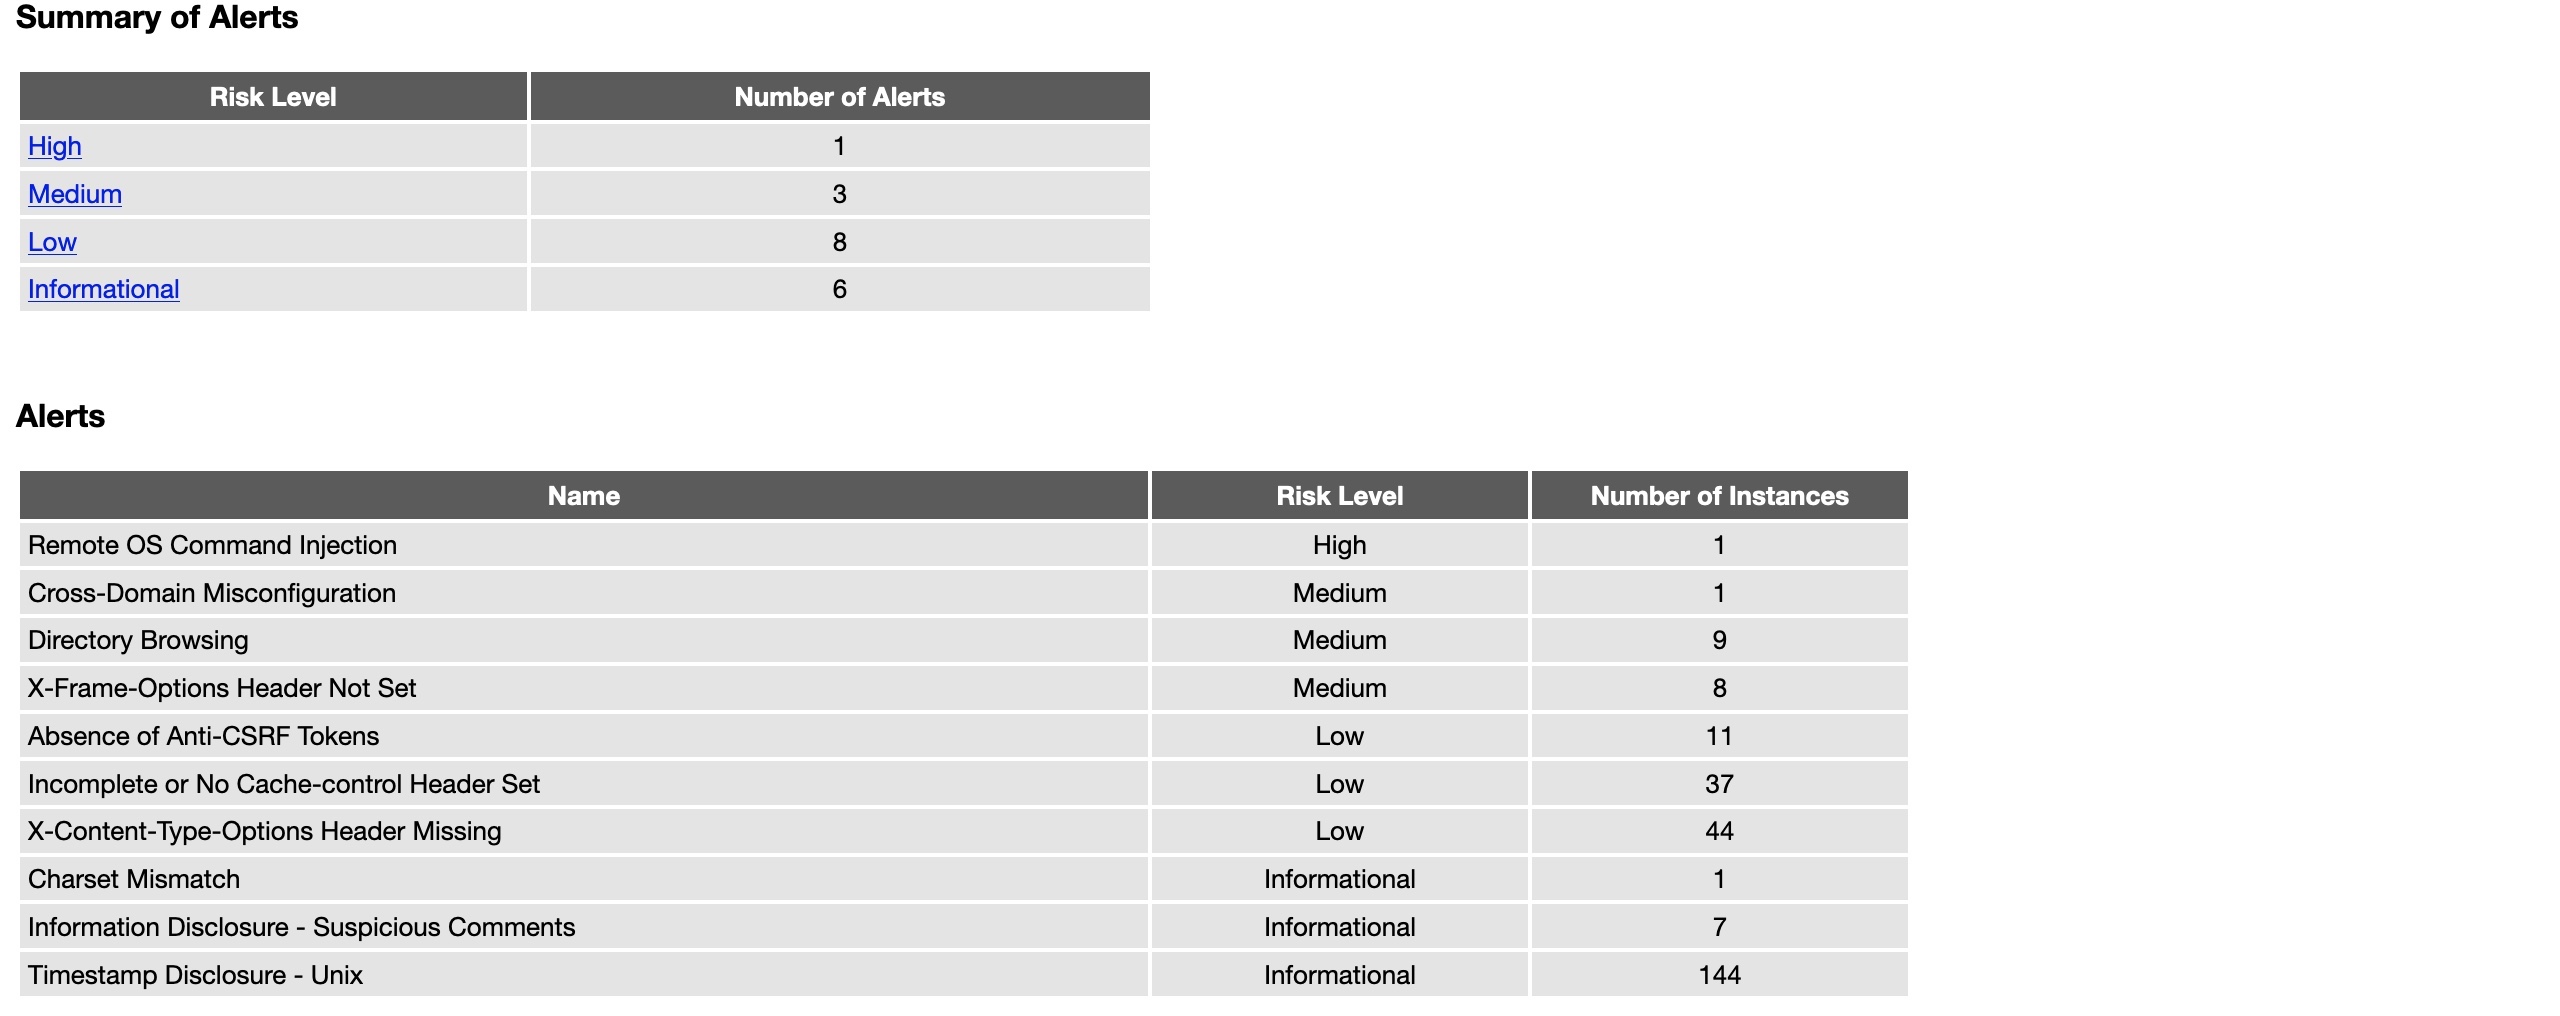 Summary of Alerts
Risk Level Number of Alerts
High 1
Medium 3
Low 8
Informational 6
Alerts
Name Risk Level Number of Instances
Remote OS Command Injection High 1
Cross-Domain Misconfiguration Medium 1
Directory Browsing Medium 9
X-Frame-Options Header Not Set Medium 8
Absence of Anti-CSRF Tokens Low 11
Incomplete or No Cache-control Header Set Low 37
X-Content-Type-Options Header Missing Low 44
Charset Mismatch Informational 1
Information Disclosure - Suspicious Comments Informational 7
Timestamp Disclosure - Unix Informational 144